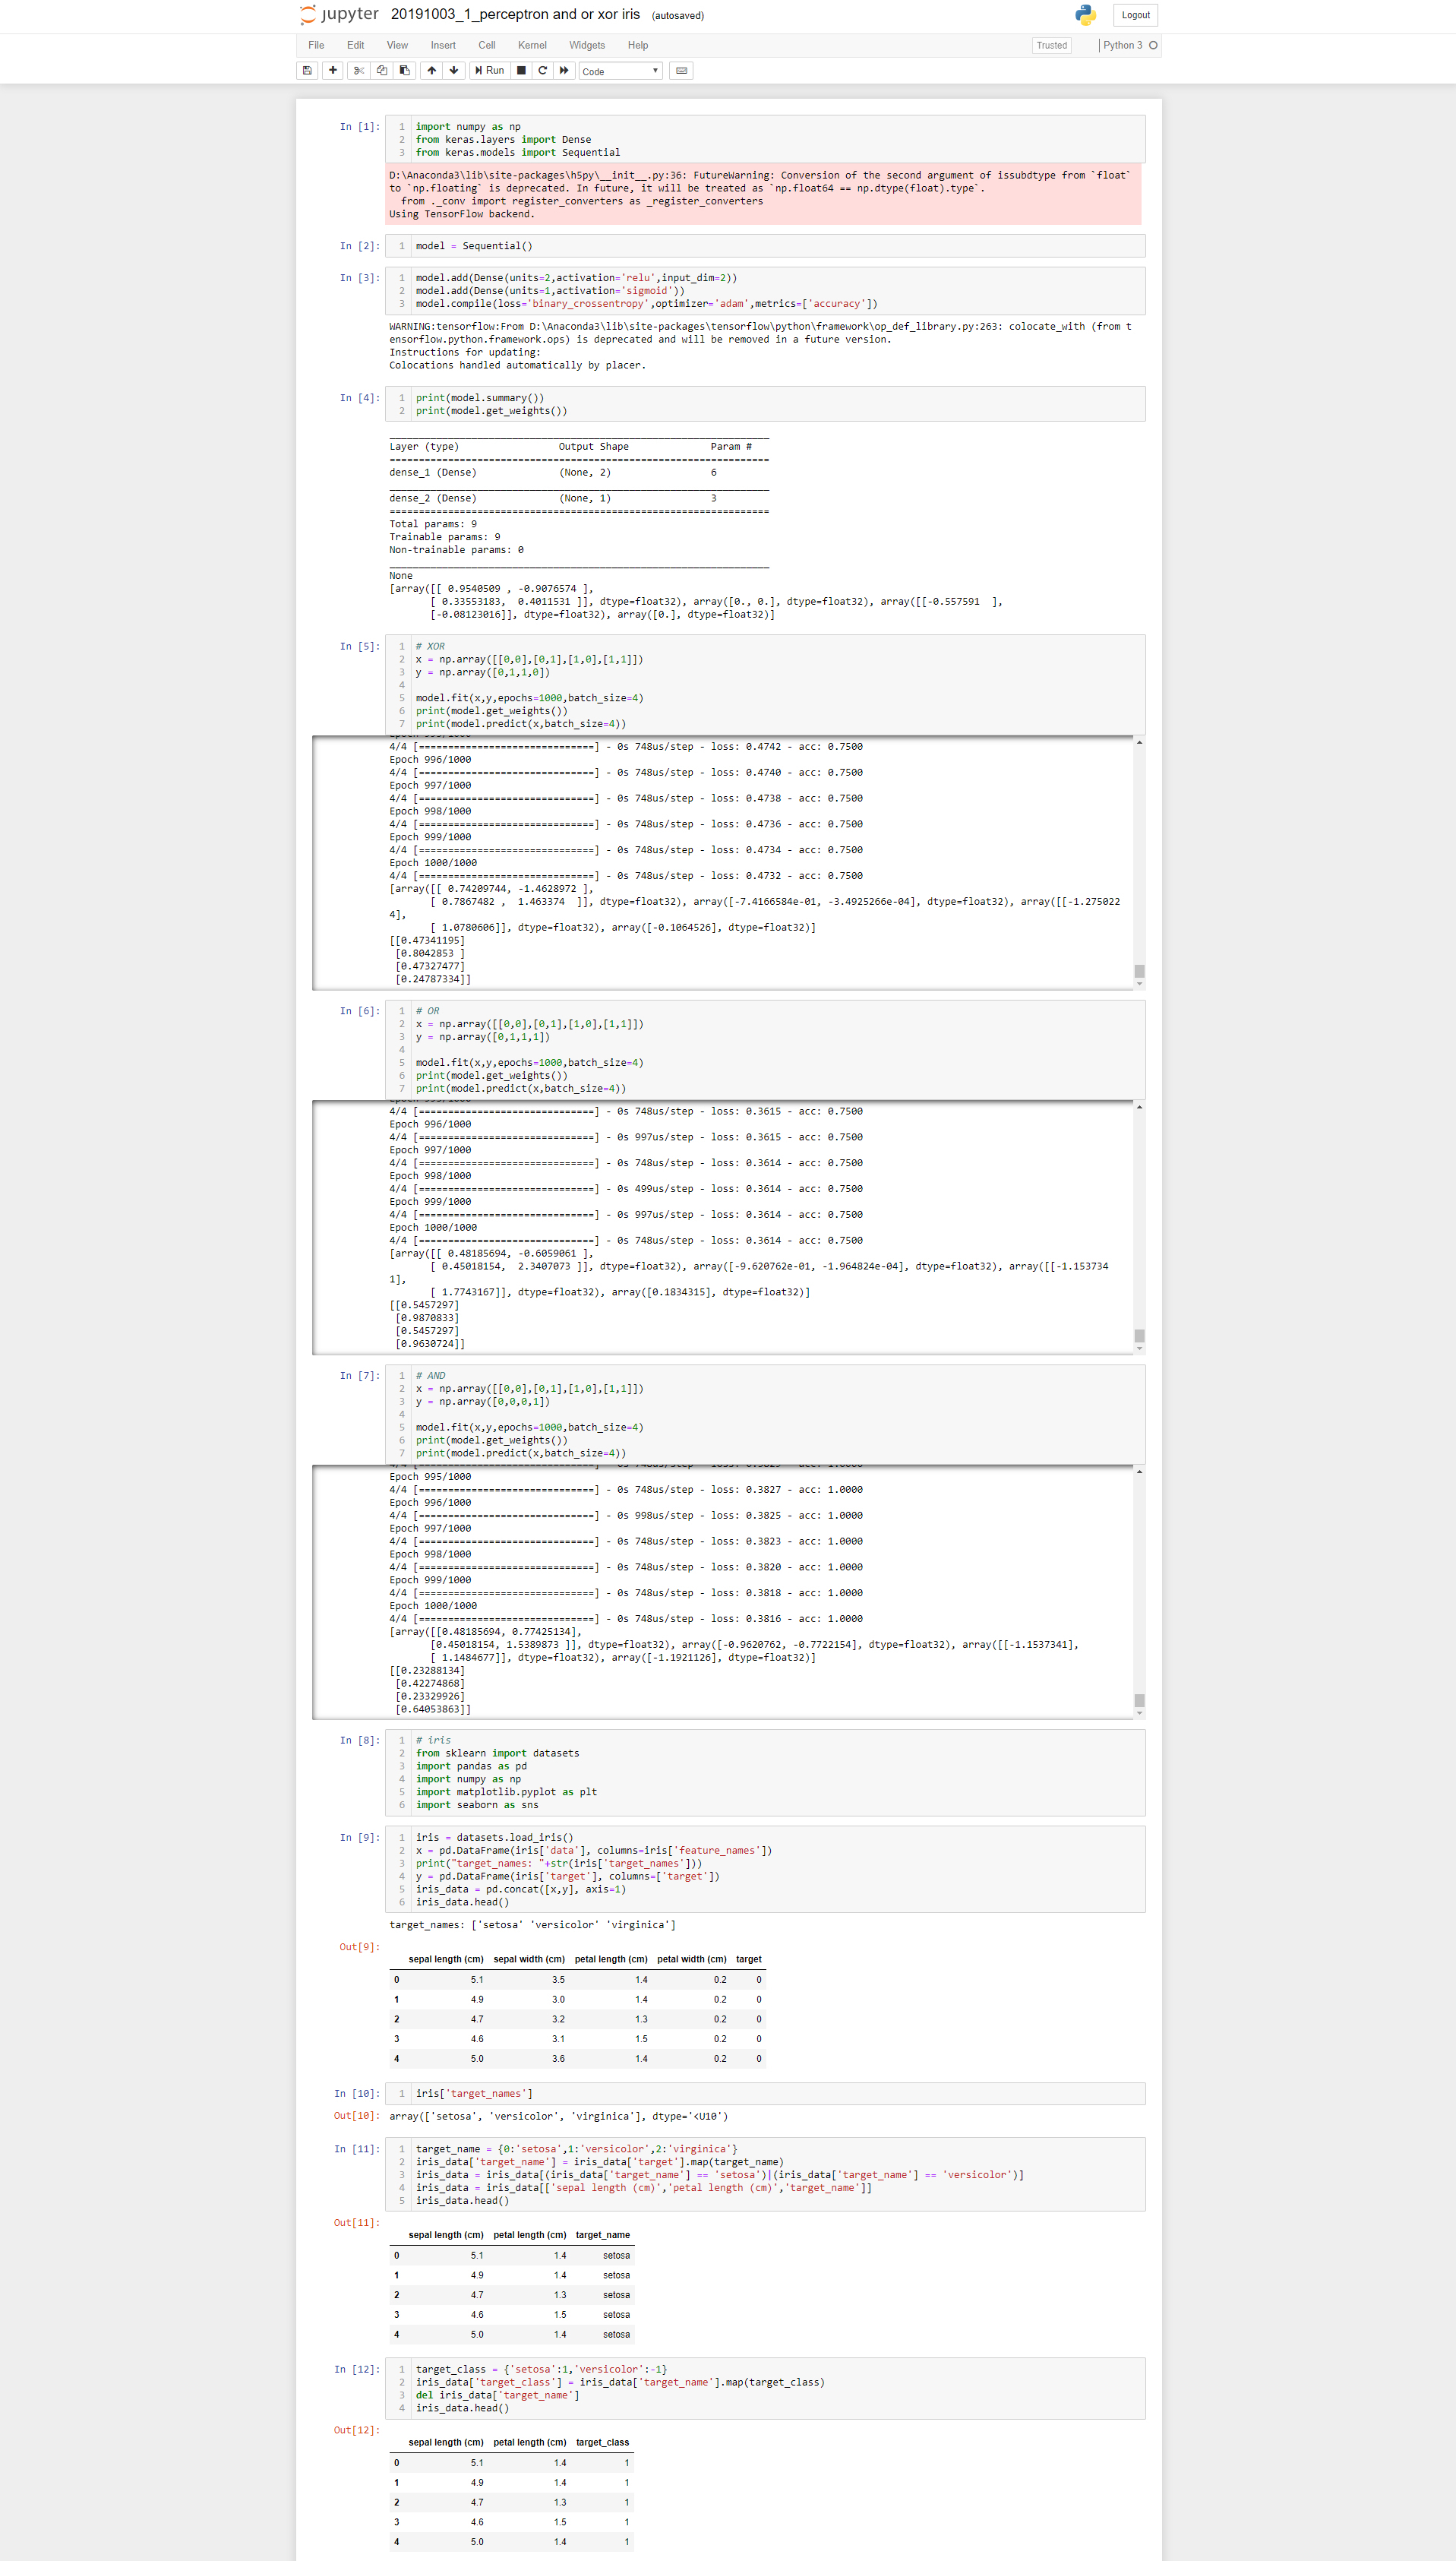 jupyter 20191003_1_perceptron and or xor iris (autosaved)
Logout
File Edit View Insert Cell Kernel Widgets Help
Trusted Python 3
Run Code
In [1]:
1 import numpy as np
2 from keras.layers import Dense
3 from keras.models import Sequential
D:\Anaconda3\lib\site-packages\h5py\__init__.py:36: FutureWarning: Conversion of the second argument of issubdtype from `float`
to `np.floating` is deprecated. In future, it will be treated as `np.float64 == np.dtype(float).type`.
from ._conv import register_converters as _register_converters
Using TensorFlow backend.
In [2]:
1 model = Sequential()
In [3]:
1 model.add(Dense(units=2,activation='relu',input_dim=2))
2 model.add(Dense(units=1,activation='sigmoid'))
3 model.compile(loss='binary_crossentropy',optimizer='adam',metrics=['accuracy'])
WARNING:tensorflow:From D:\Anaconda3\lib\site-packages\tensorflow\python\framework\op_def_library.py:263: colocate_with (from t
ensorflow.python.framework.ops) is deprecated and will be removed in a future version.
Instructions for updating:
Colocations handled automatically by placer.
In [4]:
1 print(model.summary())
2 print(model.get_weights())
_________________________________________________________________
Layer (type) Output Shape Param #
=================================================================
dense_1 (Dense) (None, 2) 6
_________________________________________________________________
dense_2 (Dense) (None, 1) 3
=================================================================
Total params: 9
Trainable params: 9
Non-trainable params: 0
_________________________________________________________________
None
[array([[ 0.9540509 , -0.9076574 ],
[ 0.33553183, 0.4011531 ]], dtype=float32), array([0., 0.], dtype=float32), array([[-0.557591 ],
[-0.08123016]], dtype=float32), array([0.], dtype=float32)]
In [5]:
1 # XOR
2 x = np.array([[0,0],[0,1],[1,0],[1,1]])
3 y = np.array([0,1,1,0])
4
5 model.fit(x,y,epochs=1000,batch_size=4)
6 print(model.get_weights())
7 print(model.predict(x,batch_size=4))
4/4 [==============================] - 0s 748us/step - loss: 0.4742 - acc: 0.7500
Epoch 996/1000
4/4 [==============================] - 0s 748us/step - loss: 0.4740 - acc: 0.7500
Epoch 997/1000
4/4 [==============================] - 0s 748us/step - loss: 0.4738 - acc: 0.7500
Epoch 998/1000
4/4 [==============================] - 0s 748us/step - loss: 0.4736 - acc: 0.7500
Epoch 999/1000
4/4 [==============================] - 0s 748us/step - loss: 0.4734 - acc: 0.7500
Epoch 1000/1000
4/4 [==============================] - 0s 748us/step - loss: 0.4732 - acc: 0.7500
[array([[ 0.74209744, -1.4628972 ],
[ 0.7867482 , 1.463374 ]], dtype=float32), array([-7.4166584e-01, -3.4925266e-04], dtype=float32), array([[-1.275022
4],
[ 1.0780606]], dtype=float32), array([-0.1064526], dtype=float32)]
[[0.47341195]
[0.8042853 ]
[0.47327477]
[0.24787334]]
In [6]:
1 # OR
2 x = np.array([[0,0],[0,1],[1,0],[1,1]])
3 y = np.array([0,1,1,1])
4
5 model.fit(x,y,epochs=1000,batch_size=4)
6 print(model.get_weights())
7 print(model.predict(x,batch_size=4))
4/4 [==============================] - 0s 748us/step - loss: 0.3615 - acc: 0.7500
Epoch 996/1000
4/4 [==============================] - 0s 997us/step - loss: 0.3615 - acc: 0.7500
Epoch 997/1000
4/4 [==============================] - 0s 748us/step - loss: 0.3614 - acc: 0.7500
Epoch 998/1000
4/4 [==============================] - 0s 499us/step - loss: 0.3614 - acc: 0.7500
Epoch 999/1000
4/4 [==============================] - 0s 997us/step - loss: 0.3614 - acc: 0.7500
Epoch 1000/1000
4/4 [==============================] - 0s 748us/step - loss: 0.3614 - acc: 0.7500
[array([[ 0.48185694, -0.6059061 ],
[ 0.45018154, 2.3407073 ]], dtype=float32), array([-9.620762e-01, -1.964824e-04], dtype=float32), array([[-1.153734
1],
[ 1.7743167]], dtype=float32), array([0.1834315], dtype=float32)]
[[0.5457297]
[0.9870833]
[0.5457297]
[0.9630724]]
In [7]:
1 # AND
2 x = np.array([[0,0],[0,1],[1,0],[1,1]])
3 y = np.array([0,0,0,1])
4
5 model.fit(x,y,epochs=1000,batch_size=4)
6 print(model.get_weights())
7 print(model.predict(x,batch_size=4))
Epoch 995/1000
4/4 [==============================] - 0s 748us/step - loss: 0.3827 - acc: 1.0000
Epoch 996/1000
4/4 [==============================] - 0s 998us/step - loss: 0.3825 - acc: 1.0000
Epoch 997/1000
4/4 [==============================] - 0s 748us/step - loss: 0.3823 - acc: 1.0000
Epoch 998/1000
4/4 [==============================] - 0s 748us/step - loss: 0.3820 - acc: 1.0000
Epoch 999/1000
4/4 [==============================] - 0s 748us/step - loss: 0.3818 - acc: 1.0000
Epoch 1000/1000
4/4 [==============================] - 0s 748us/step - loss: 0.3816 - acc: 1.0000
[array([[0.48185694, 0.77425134],
[0.45018154, 1.5389873 ]], dtype=float32), array([-0.9620762, -0.7722154], dtype=float32), array([[-1.1537341],
[ 1.1484677]], dtype=float32), array([-1.1921126], dtype=float32)]
[[0.23288134]
[0.42274868]
[0.23329926]
[0.64053863]]
In [8]:
1 # iris
2 from sklearn import datasets
3 import pandas as pd
4 import numpy as np
5 import matplotlib.pyplot as plt
6 import seaborn as sns
In [9]:
1 iris = datasets.load_iris()
2 x = pd.DataFrame(iris['data'], columns=iris['feature_names'])
3 print("target_names: "+str(iris['target_names']))
4 y = pd.DataFrame(iris['target'], columns=['target'])
5 iris_data = pd.concat([x,y], axis=1)
6 iris_data.head()
target_names: ['setosa' 'versicolor' 'virginica']
Out[9]:
sepal length (cm) sepal width (cm) petal length (cm) petal width (cm) target
0 5.1 3.5 1.4 0.2 0
1 4.9 3.0 1.4 0.2 0
2 4.7 3.2 1.3 0.2 0
3 4.6 3.1 1.5 0.2 0
4 5.0 3.6 1.4 0.2 0
In [10]:
1 iris['target_names']
Out[10]: array(['setosa', 'versicolor', 'virginica'], dtype='<U10')
In [11]:
1 target_name = {0:'setosa',1:'versicolor',2:'virginica'}
2 iris_data['target_name'] = iris_data['target'].map(target_name)
3 iris_data = iris_data[(iris_data['target_name'] == 'setosa')|(iris_data['target_name'] == 'versicolor')]
4 iris_data = iris_data[['sepal length (cm)','petal length (cm)','target_name']]
5 iris_data.head()
Out[11]:
sepal length (cm) petal length (cm) target_name
0 5.1 1.4 setosa
1 4.9 1.4 setosa
2 4.7 1.3 setosa
3 4.6 1.5 setosa
4 5.0 1.4 setosa
In [12]:
1 target_class = {'setosa':1,'versicolor':-1}
2 iris_data['target_class'] = iris_data['target_name'].map(target_class)
3 del iris_data['target_name']
4 iris_data.head()
Out[12]:
sepal length (cm) petal length (cm) target_class
0 5.1 1.4 1
1 4.9 1.4 1
2 4.7 1.3 1
3 4.6 1.5 1
4 5.0 1.4 1